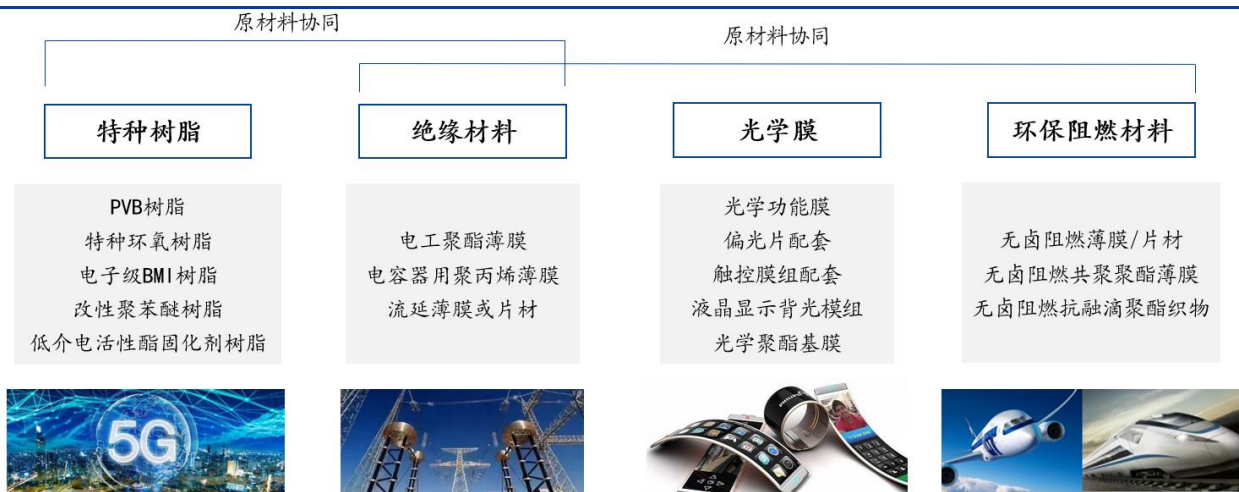 原材料协同
原材料协同
特种树脂
绝缘材料
光学膜
环保阻燃材料
PVB树脂
特种环氧树脂
电子级BMI树脂
改性聚苯醚树脂
低介电活性酯固化剂树脂
电工聚酯薄膜
电容器用聚丙烯薄膜
流延薄膜或片材
光学功能膜
偏光片配套
触控膜组配套
液晶显示背光模组
光学聚酯基膜
无卤阻燃薄膜/片材
无卤阻燃共聚聚酯薄膜
无卤阻燃抗融滴聚酯织物
5G